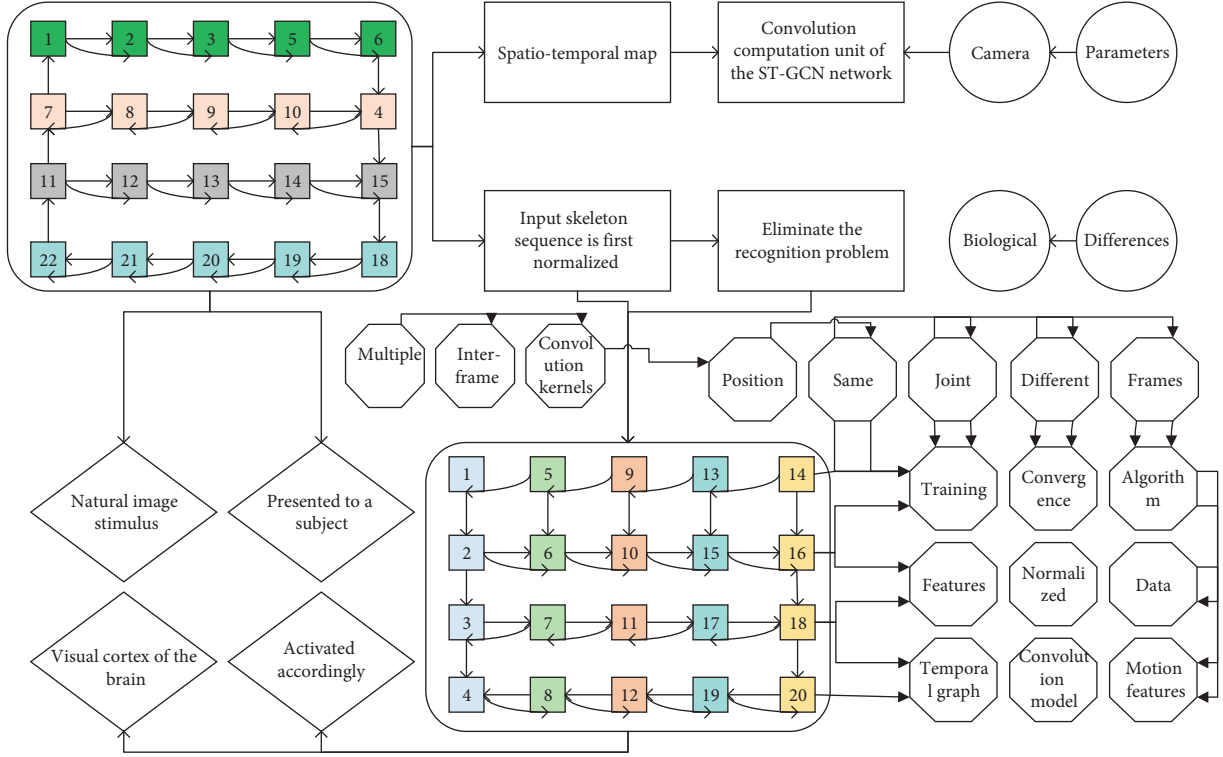 1 2 3 5 6
7 8 9 10 4
11 12 13 14 15
22 21 20 19 18
Spatio-temporal map
Convolution
computation unit of
the ST-GCN network
Camera
Parameters
Input skeleton
sequence is first
normalized
Eliminate the
recognition problem
Biological
Differences
Multiple
Inter-
frame
Convol
ution
kernels
Position
Same
Joint
Different
Frames
Natural image
stimulus
Presented to a
subject
Visual cortex of the
brain
Activated
accordingly
1 5 9 13 14
2 6 10 15 16
3 7 11 17 18
4 8 12 19 20
Training
Converg
ence
Algorith
m
Features
Normali
zed
Data
Tempor
al graph
Convolut
ion
model
Motion
features